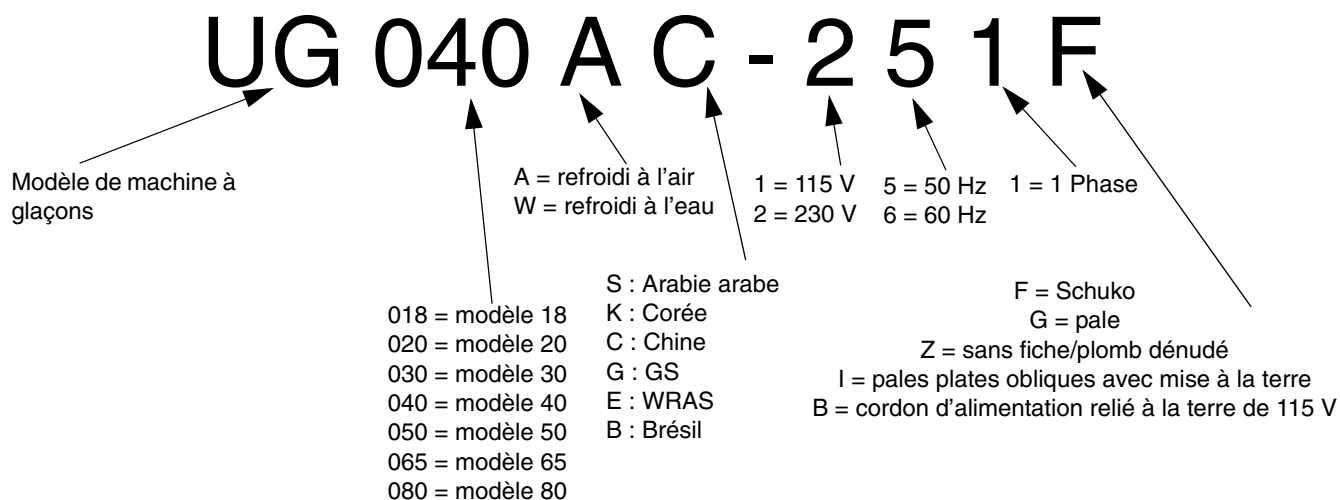 UG 040 A C - 2 5 1 F
Modèle de machine à
glaçons
A = refroidi à l'air
W = refroidi à l'eau
1 = 115 V
2 = 230 V
5 = 50 Hz
6 = 60 Hz
1 = 1 Phase
018 = modèle 18
020 = modèle 20
030 = modèle 30
040 = modèle 40
050 = modèle 50
065 = modèle 65
080 = modèle 80
S : Arabie arabe
K : Corée
C : Chine
G : GS
E : WRAS
B : Brésil
F = Schuko
G = pale
Z = sans fiche/plomb dénudé
I = pales plates obliques avec mise à la terre
B = cordon d'alimentation relié à la terre de 115 V